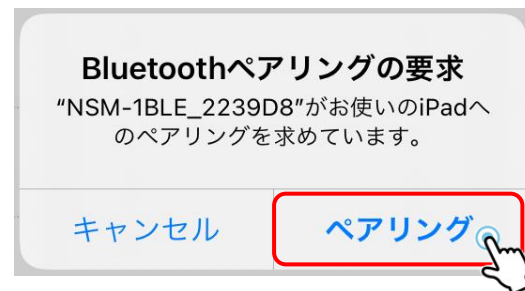 Bluetoothペアリングの要求
“NSM-1BLE_2239D8”がお使いのiPadへ
のペアリングを求めています。
キャンセル
ペアリング